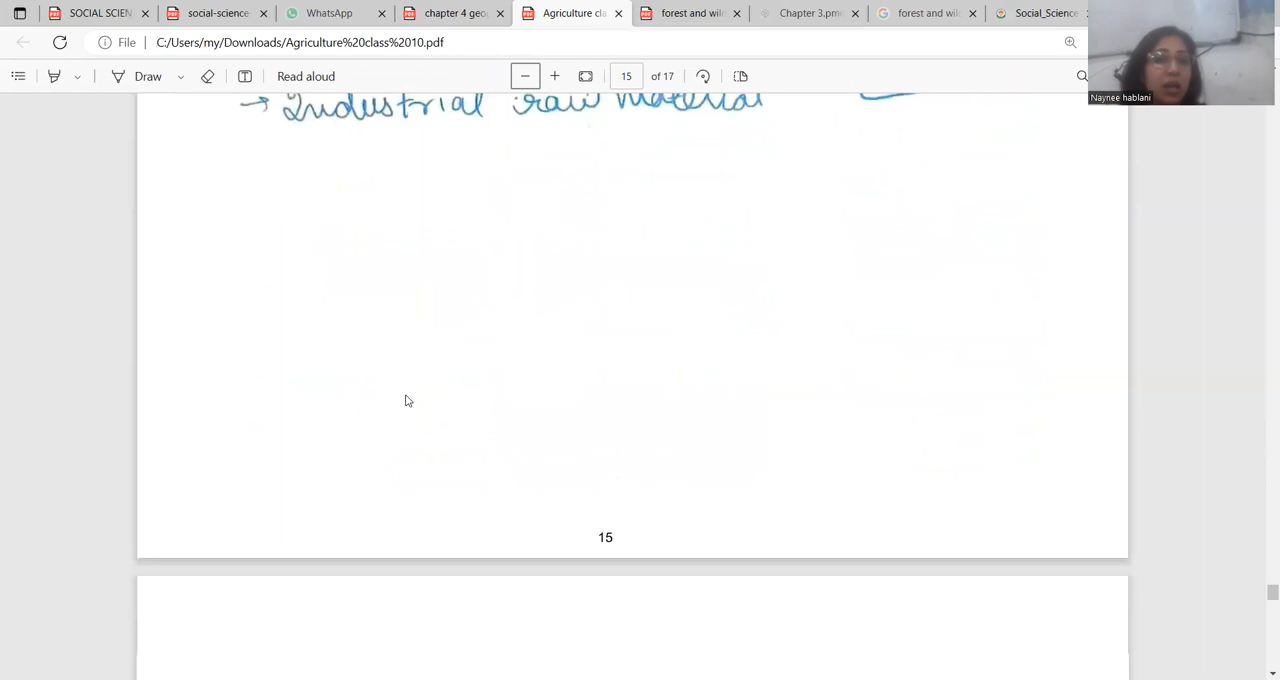 SOCIAL SCIEN
social-science
WhatsApp
chapter 4 geo
Agriculture cla
forest and wil
Chapter 3.pm
forest and wil
Social_Science
File
C:/Users/my/Downloads/Agriculture%20class%2010.pdf
Draw
Read aloud
15
of 17
Naynee hablani
→ Industrial raw material
15